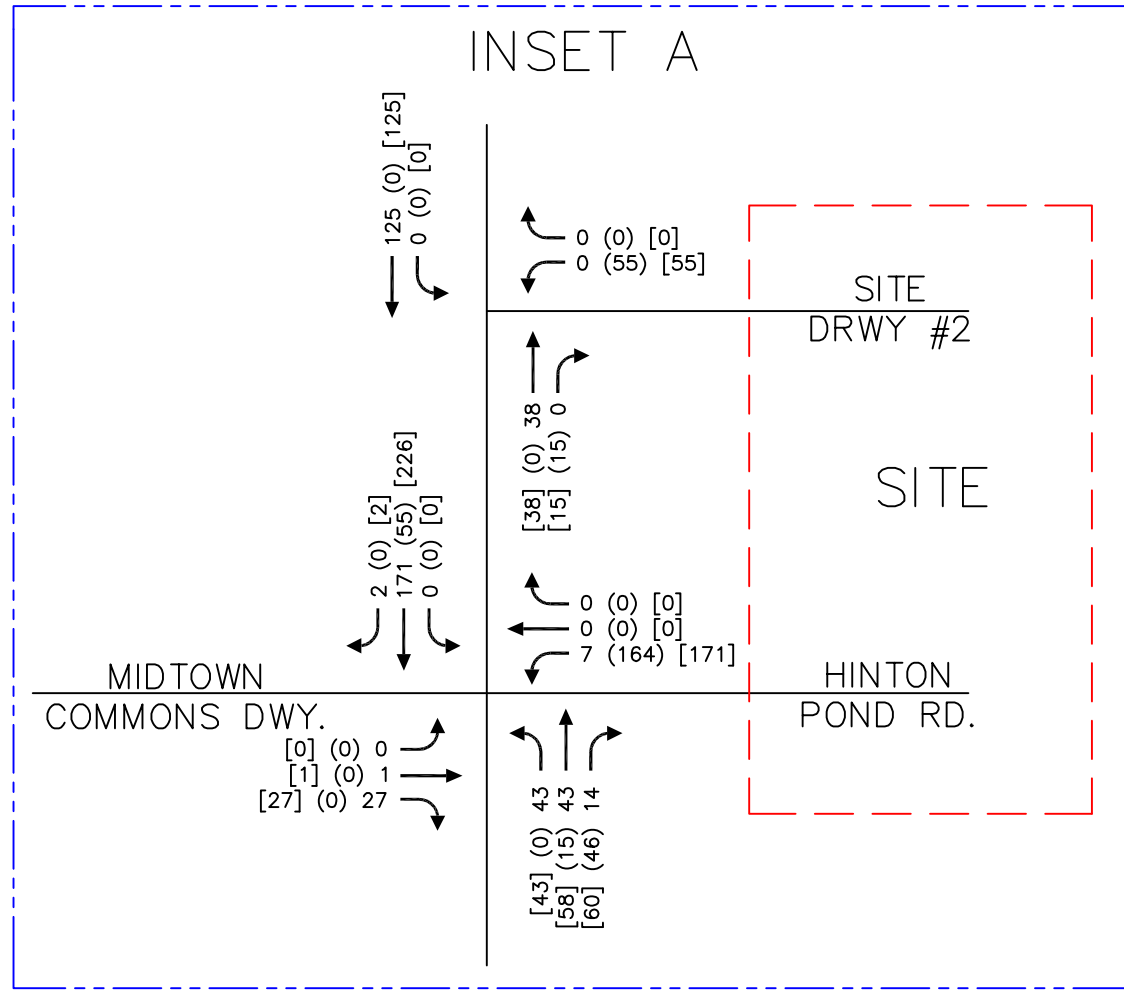 INSET A
125 (0) [125]
0 (0) [0]
0 (0) [0]
0 (55) [55]
SITE
DRWY #2
[38] (0) 38
[15] (15) 0
SITE
2 (0) [2]
171 (55) [226]
0 (0) [0]
0 (0) [0]
0 (0) [0]
7 (164) [171]
MIDTOWN
COMMONS DWY.
HINTON
POND RD.
[0] (0) 0
[1] (0) 1
[27] (0) 27
[43] (0) 43
[58] (15) 43
[60] (46) 14